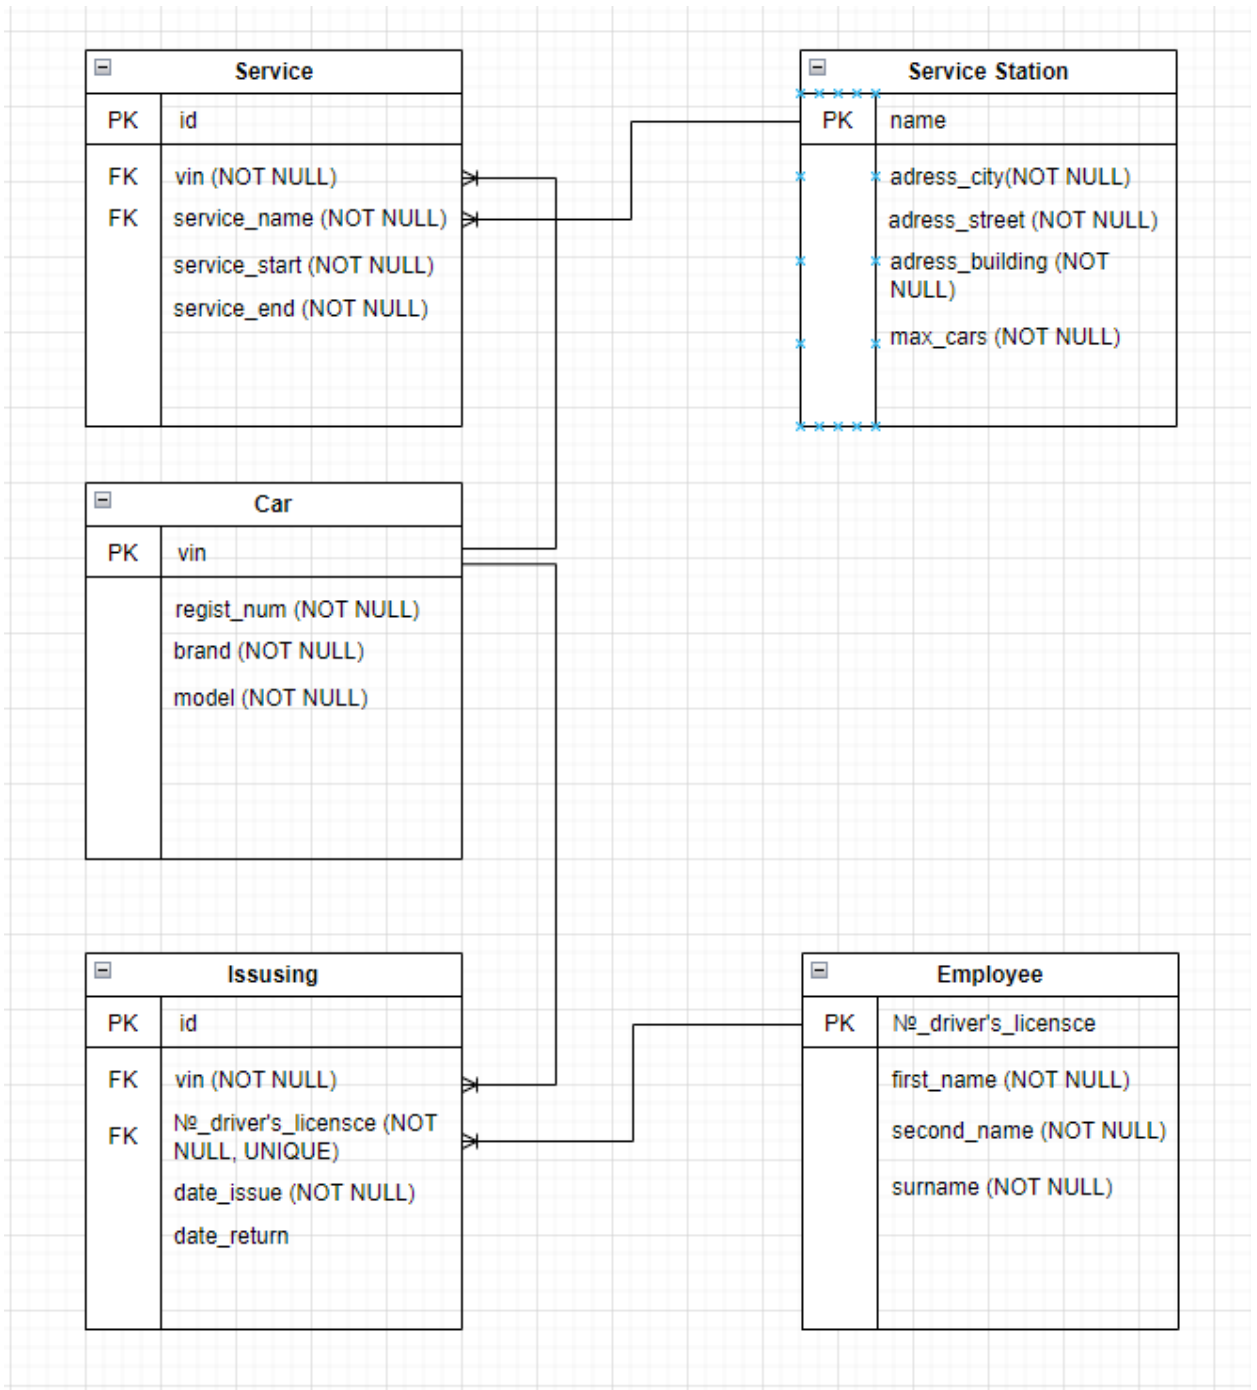 Service
PK id
FK vin (NOT NULL)
FK service_name (NOT NULL)
service_start (NOT NULL)
service_end (NOT NULL)
Service Station
PK name
adress_city(NOT NULL)
adress_street (NOT NULL)
adress_building (NOT
NULL)
max_cars (NOT NULL)
Car
PK vin
regist_num (NOT NULL)
brand (NOT NULL)
model (NOT NULL)
Issusing
PK id
FK vin (NOT NULL)
FK №_driver's_licensce (NOT
NULL, UNIQUE)
date_issue (NOT NULL)
date_return
Employee
PK №_driver's_licensce
first_name (NOT NULL)
second_name (NOT NULL)
surname (NOT NULL)